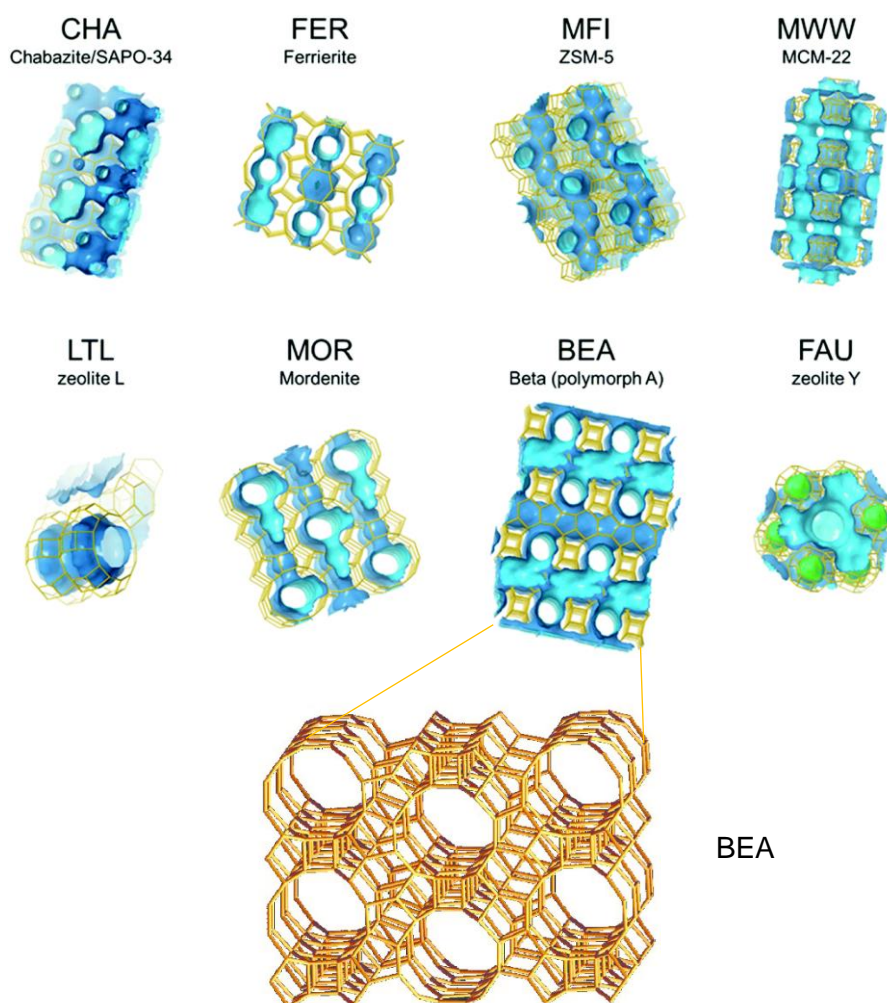 CHA
Chabazite/SAPO-34
FER
Ferrierite
MFI
ZSM-5
MWW
MCM-22
LTL
zeolite L
MOR
Mordenite
BEA
Beta (polymorph A)
FAU
zeolite Y
BEA